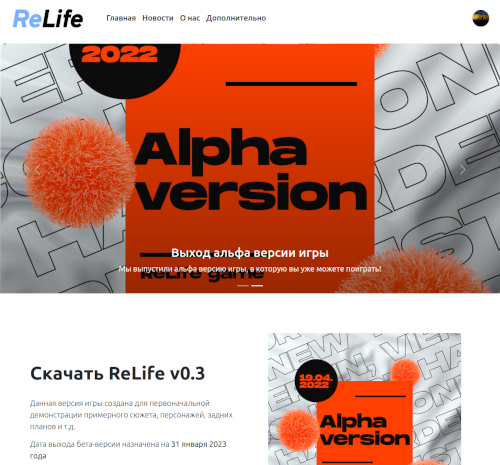 ReLife
Главная Новости О нас Дополнительно
2022
Alpha
version
ReLife game
Выход альфа версии игры
Мы выпустили альфа версию игры, в которую вы уже можете поиграть!
Скачать ReLife v0.3
Данная версия игры создана для первоначальной
демонстрации примерного сюжета, персонажей, задних
планов и т.д.
Дата выхода бета-версии назначена на 31 января 2023
года
19.04.
2022
Alpha
version